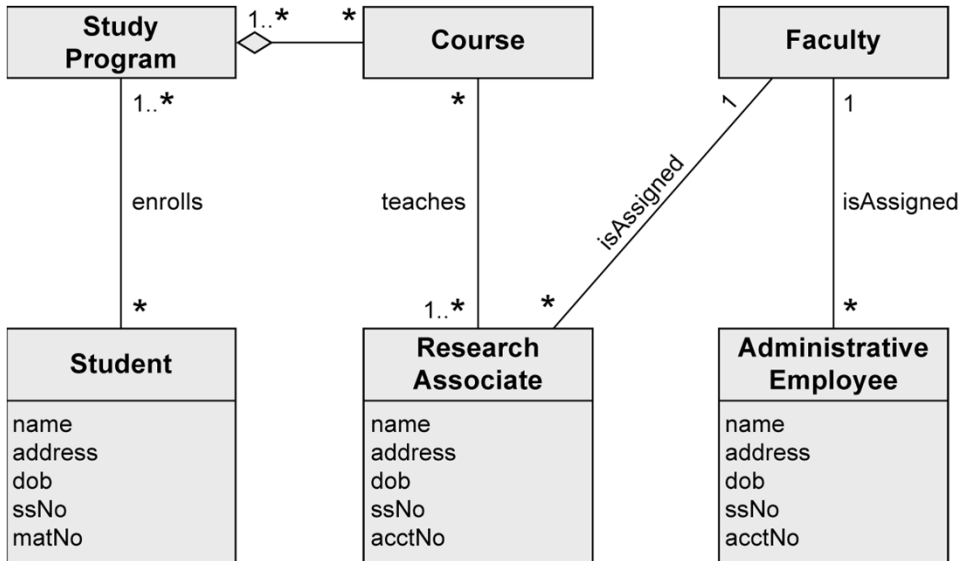 Study
Program
1..*
*
Course
Faculty
1..*
*
1
1
enrolls
teaches
isAssigned
isAssigned
*
1..*
*
*
Student
Research
Associate
Administrative
Employee
name
address
dob
ssNo
matNo
name
address
dob
ssNo
acctNo
name
address
dob
ssNo
acctNo